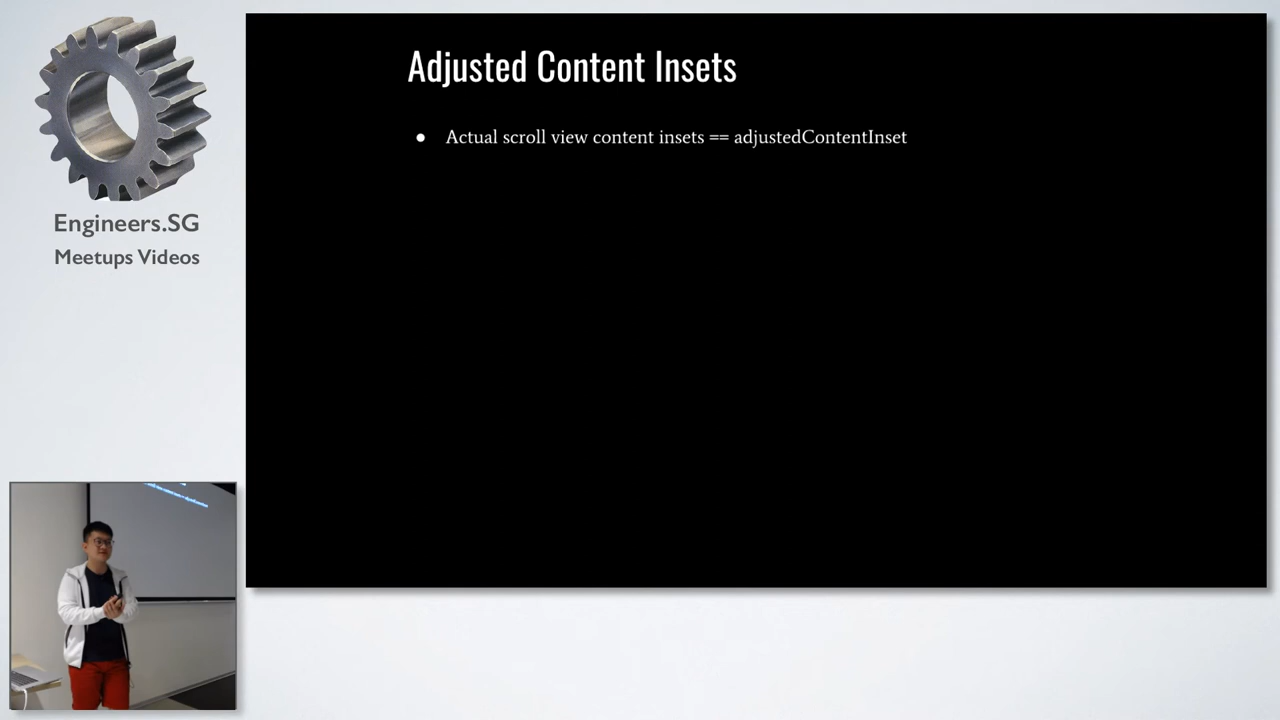 Adjusted Content Insets
● Actual scroll view content insets == adjustedContentInset
Engineers.SG
Meetups Videos